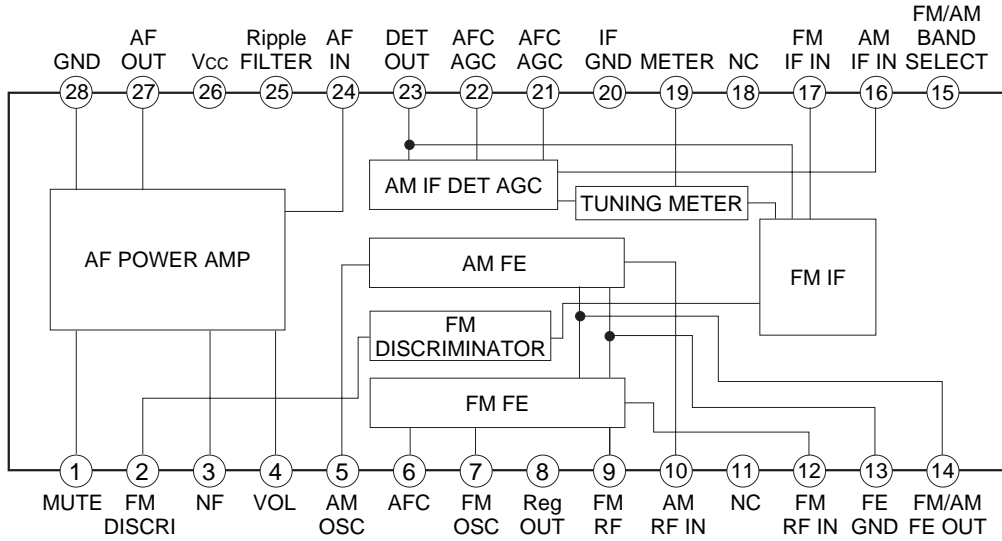 GND
AF
OUT
VCC
Ripple
FILTER
AF
IN
DET
OUT
AFC
AGC
AFC
AGC
IF
GND
METER
NC
FM
IF IN
AM
IF IN
FM/AM
BAND
SELECT
28 27 26 25 24 23 22 21 20 19 18 17 16 15
AM IF DET AGC
TUNING METER
AF POWER AMP
AM FE
FM IF
FM
DISCRIMINATOR
FM FE
1 2 3 4 5 6 7 8 9 10 11 12 13 14
MUTE
FM
DISCRI
NF
VOL
AM
OSC
AFC
FM
OSC
Reg
OUT
FM
RF
AM
RF IN
NC
FM
RF IN
FE
GND
FM/AM
FE OUT